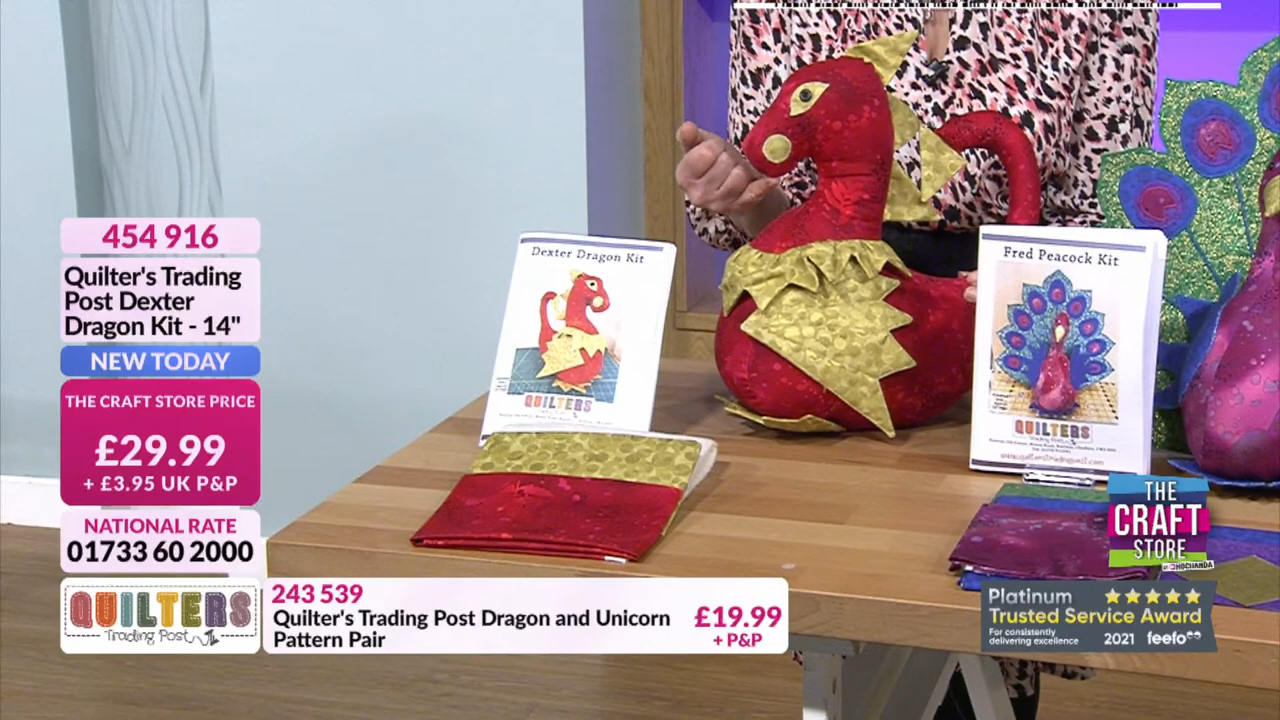 454 916
Quilter's Trading
Post Dexter
Dragon Kit - 14"
NEW TODAY
THE CRAFT STORE PRICE
£29.99
+ £3.95 UK P&P
NATIONAL RATE
01733 60 2000
QUILTERS
Trading Post
243 539
Quilter's Trading Post Dragon and Unicorn
Pattern Pair
£19.99
+ P&P
Dexter Dragon Kit
QUILTERS
Fred Peacock Kit
QUILTERS
Trading Post
THE
CRAFT
STORE
HOCHANDA
Platinum
Trusted Service Award
For consistently
delivering excellence
2021 feefo